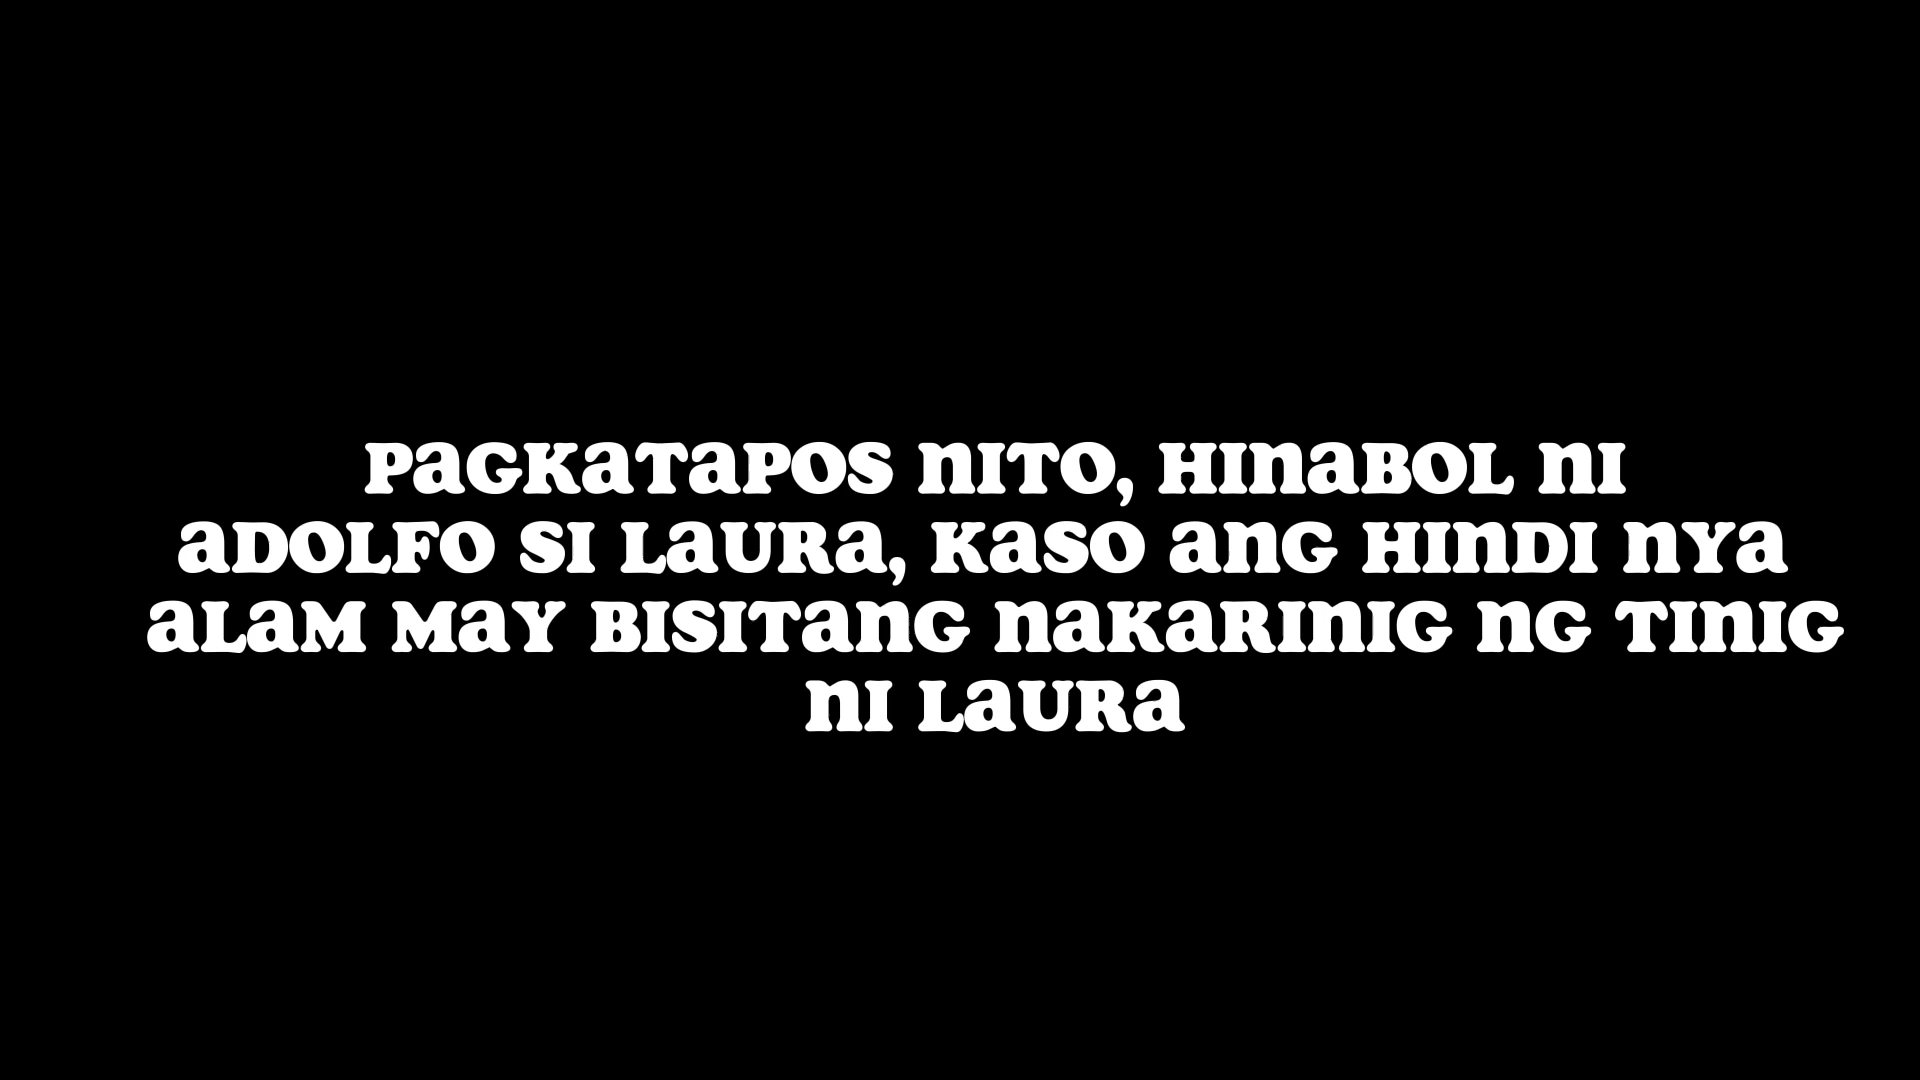 Pagkatapos nito, hinabol ni
Adolfo si Laura, kaso ang hindi nya
alam may bisitang nakarinig ng tinig
ni Laura